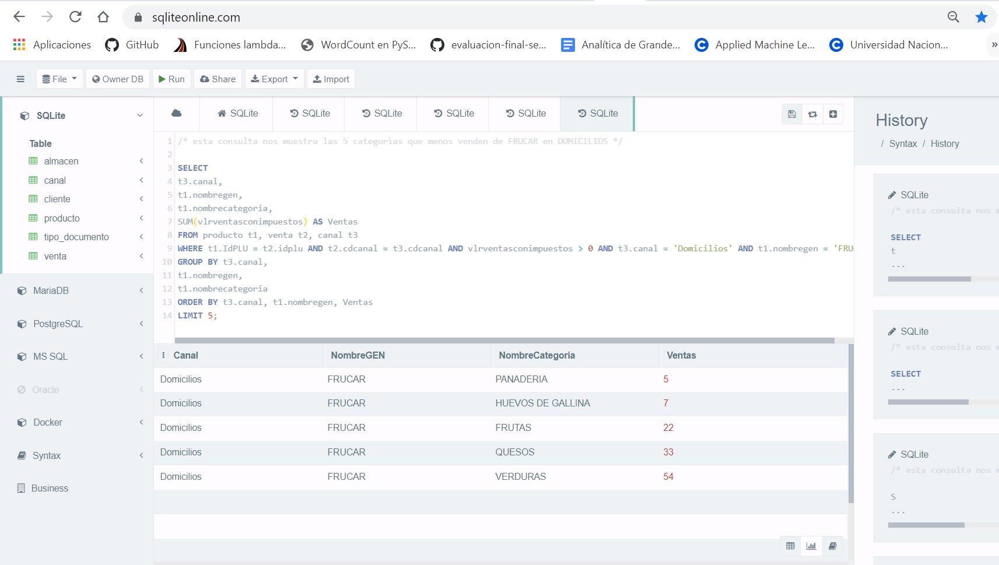 sqliteonline.com
Aplicaciones GitHub Funciones lambda... WordCount en PyS... evaluacion-final-se... Analítica de Grande... Applied Machine Le... Universidad Nacion... »
File Owner DB Run Share Export Import
SQLite
Table
almacen
canal
cliente
producto
tipo_documento
venta
MariaDB
PostgreSQL
MS SQL
Oracle
Docker
Syntax
Business
SQLite SQLite SQLite SQLite SQLite SQLite
1 /* esta consulta nos muestra las 5 categorias que menos venden de FRUCAR en DOMICILIOS */
2
3 SELECT
4 t3.canal,
5 t1.nombregen,
6 t1.nombrecategoria,
7 SUM(vlrventasconimpuestos) AS Ventas
8 FROM producto t1, venta t2, canal t3
9 WHERE t1.IdPLU = t2.idplu AND t2.cdcanal = t3.cdcanal AND vlrventasconimpuestos > 0 AND t3.canal = 'Domicilios' AND t1.nombregen = 'FRU
10 GROUP BY t3.canal,
11 t1.nombregen,
12 t1.nombrecategoria
13 ORDER BY t3.canal, t1.nombregen, Ventas
14 LIMIT 5;
Canal NombreGEN NombreCategoria Ventas
Domicilios FRUCAR PANADERIA 5
Domicilios FRUCAR HUEVOS DE GALLINA 7
Domicilios FRUCAR FRUTAS 22
Domicilios FRUCAR QUESOS 33
Domicilios FRUCAR VERDURAS 54
History
/ Syntax / History
SQLite
/* esta consulta nos m
SELECT
t
...
SQLite
/* esta consulta nos m
SELECT
...
SQLite
/* esta consulta nos m
S
...